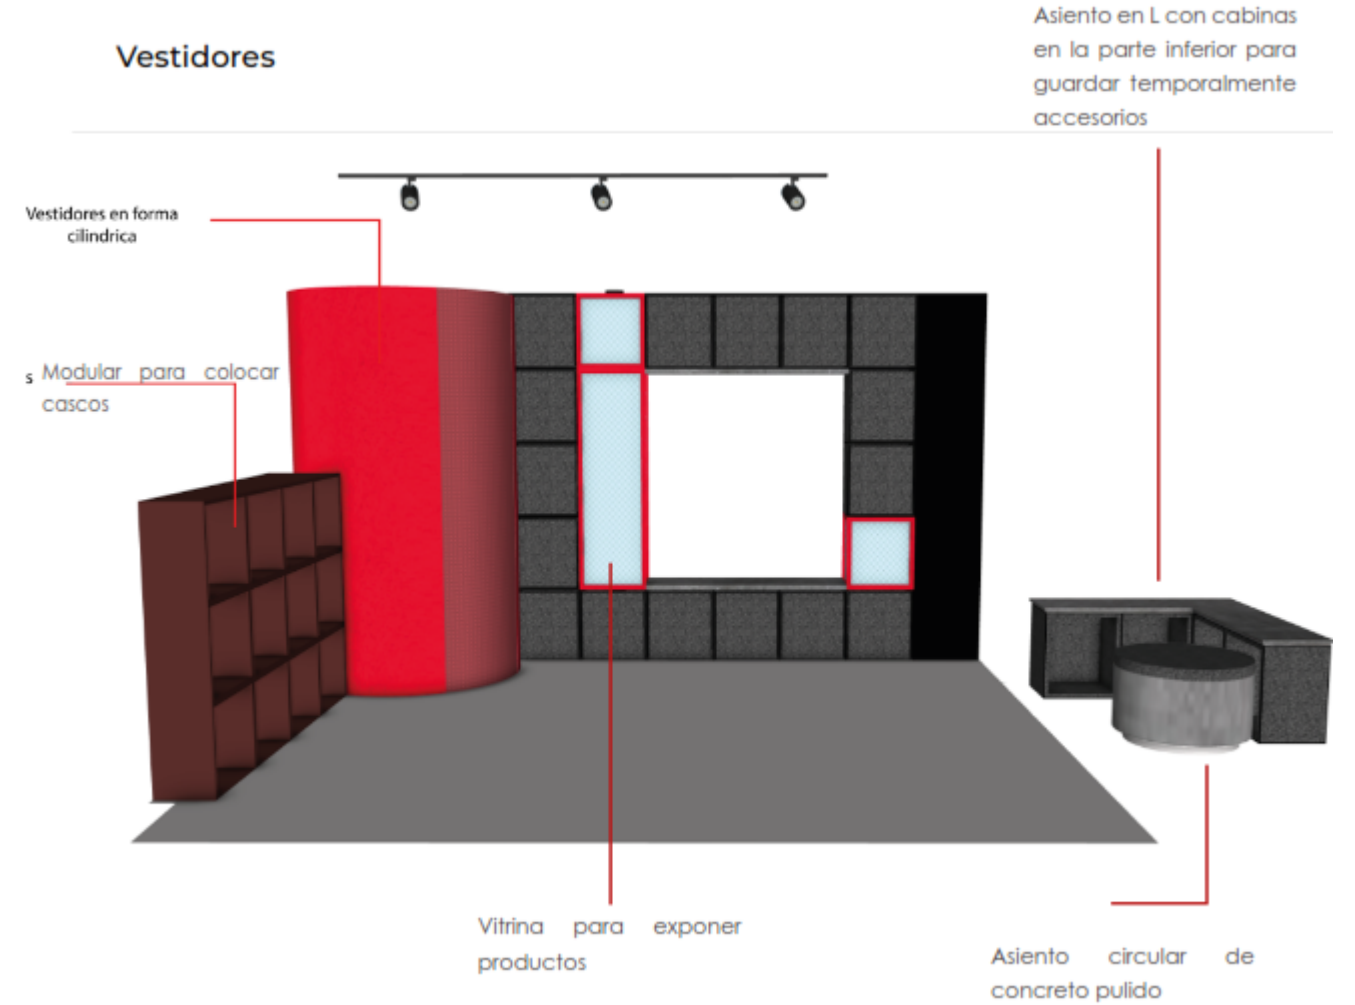 Asiento en L con cabinas
en la parte inferior para
guardar temporalmente
accesorios
Vestidores
Vestidores en forma
cilindrica
s Modular para colocar
cascos
Vitrina para exponer
productos
Asiento circular de
concreto pulido